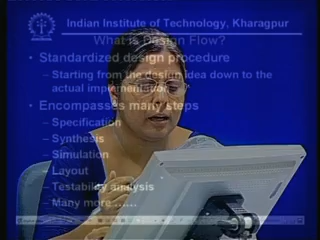 Indian Institute of Technology, Kharagpur
What is Design Flow?
• Standardized design procedure
– Starting from the design idea down to the
actual implementation
• Encompasses many steps
– Specification
– Synthesis
– Simulation
– Layout
– Testability analysis
– Many more ……